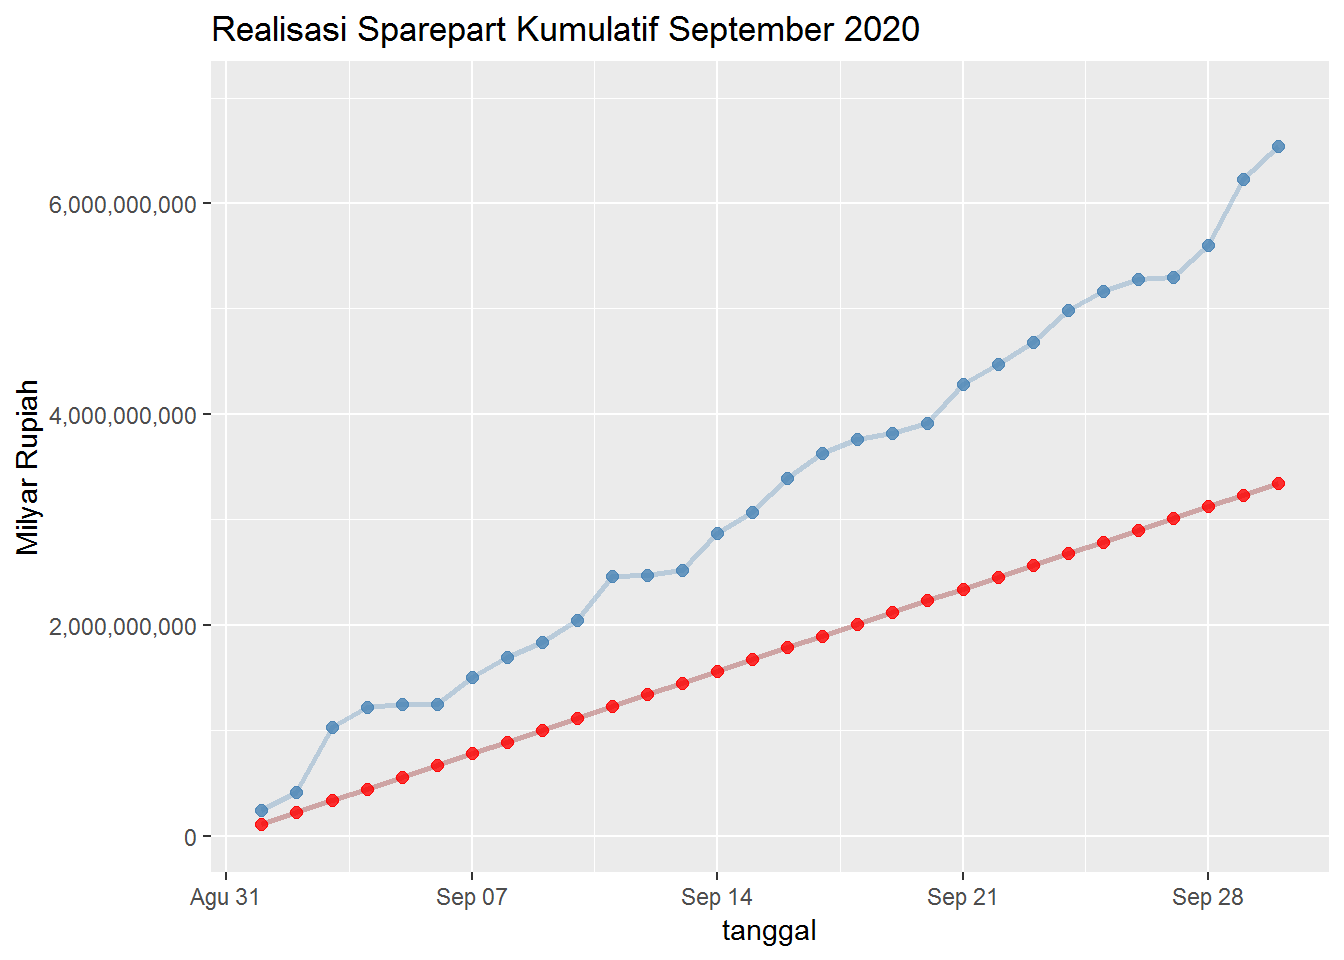 Realisasi Sparepart Kumulatif September 2020
Milyar Rupiah
6,000,000,000
4,000,000,000
2,000,000,000
0
Agu 31
Sep 07
Sep 14
Sep 21
Sep 28
tanggal